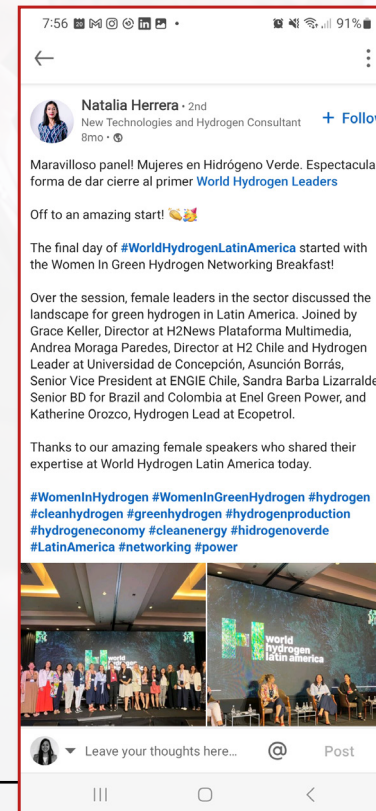 7:56
91%
Natalia Herrera • 2nd
New Technologies and Hydrogen Consultant
8mo •
+ Follow
Maravilloso panel! Mujeres en Hidrógeno Verde. Espectacula
forma de dar cierre al primer World Hydrogen Leaders
Off to an amazing start!
The final day of #WorldHydrogenLatinAmerica started with
the Women In Green Hydrogen Networking Breakfast!
Over the session, female leaders in the sector discussed the
landscape for green hydrogen in Latin America. Joined by
Grace Keller, Director at H2News Plataforma Multimedia,
Andrea Moraga Paredes, Director at H2 Chile and Hydrogen
Leader at Universidad de Concepción, Asunción Borrás,
Senior Vice President at ENGIE Chile, Sandra Barba Lizarralde
Senior BD for Brazil and Colombia at Enel Green Power, and
Katherine Orozco, Hydrogen Lead at Ecopetrol.
Thanks to our amazing female speakers who shared their
expertise at World Hydrogen Latin America today.
#WomenInHydrogen #WomenInGreenHydrogen #hydrogen
#cleanhydrogen #greenhydrogen #hydrogenproduction
#hydrogeneconomy #cleanenergy #hidrogenoverde
#LatinAmerica #networking #power
world
hydrogen
latin america
world
hydrogen
latin america
Leave your thoughts here...
@
Post